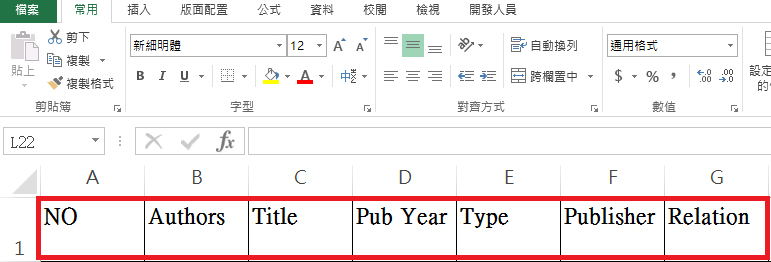 檔案 常用 插入 版面配置 公式 資料 校閱 檢視 開發人員
剪下 新細明體 12 自動換列 通用格式
貼上 複製
複製格式 B I U A 中 跨欄置中 $ % , .0 .00 .00 .0 設定
的
剪貼簿 字型 對齊方式 數值
L22 fx
A B C D E F G
1 NO Authors Title Pub Year Type Publisher Relation